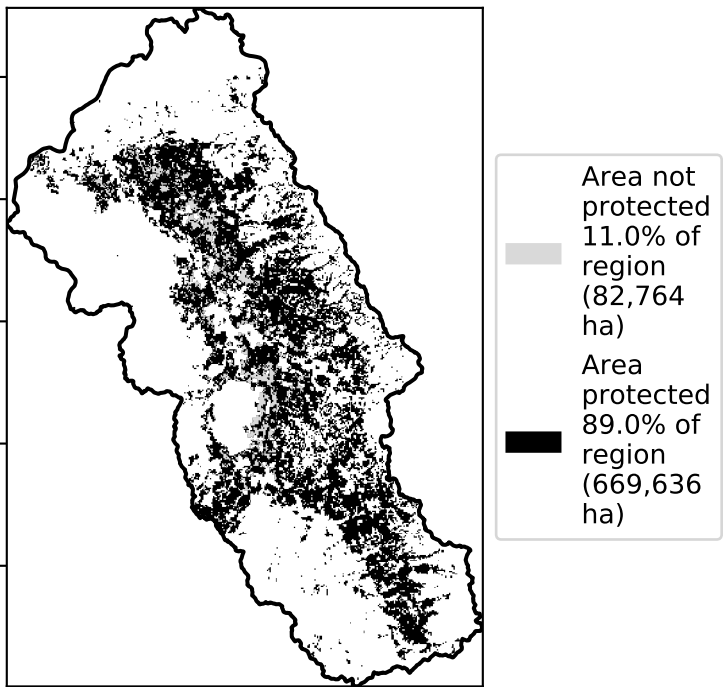 Area not
protected
11.0% of
region
(82,764
ha)
Area
protected
89.0% of
region
(669,636
ha)